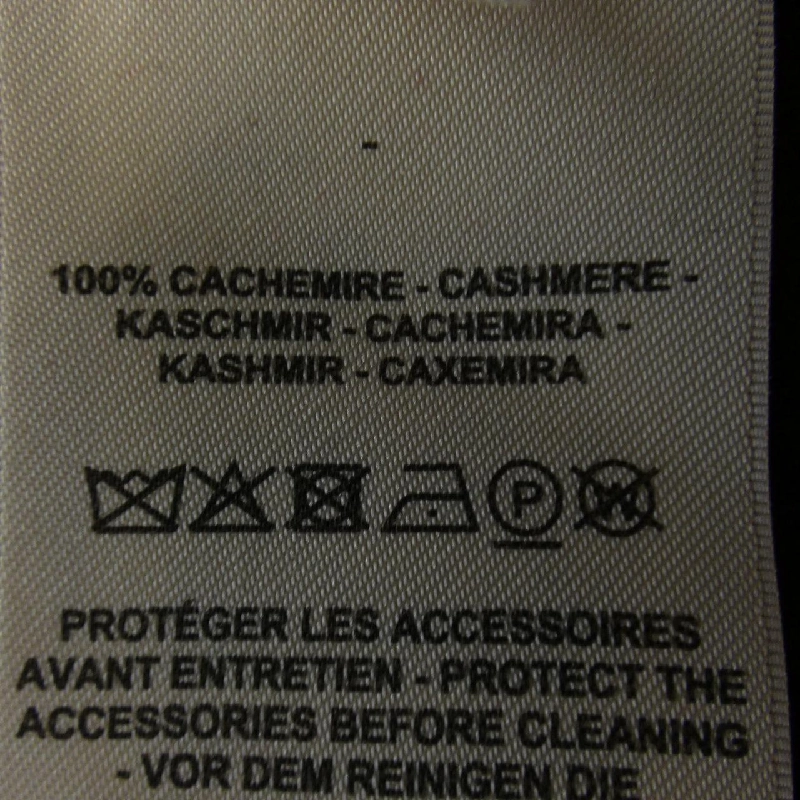 -
100% CACHEMIRE - CASHMERE -
KASCHMIR - CACHEMIRA -
KASHMIR - CAXEMIRA
P W
PROTÉGER LES ACCESSOIRES
AVANT ENTRETIEN - PROTECT THE
ACCESSORIES BEFORE CLEANING
- VOR DEM REINIGEN DIE